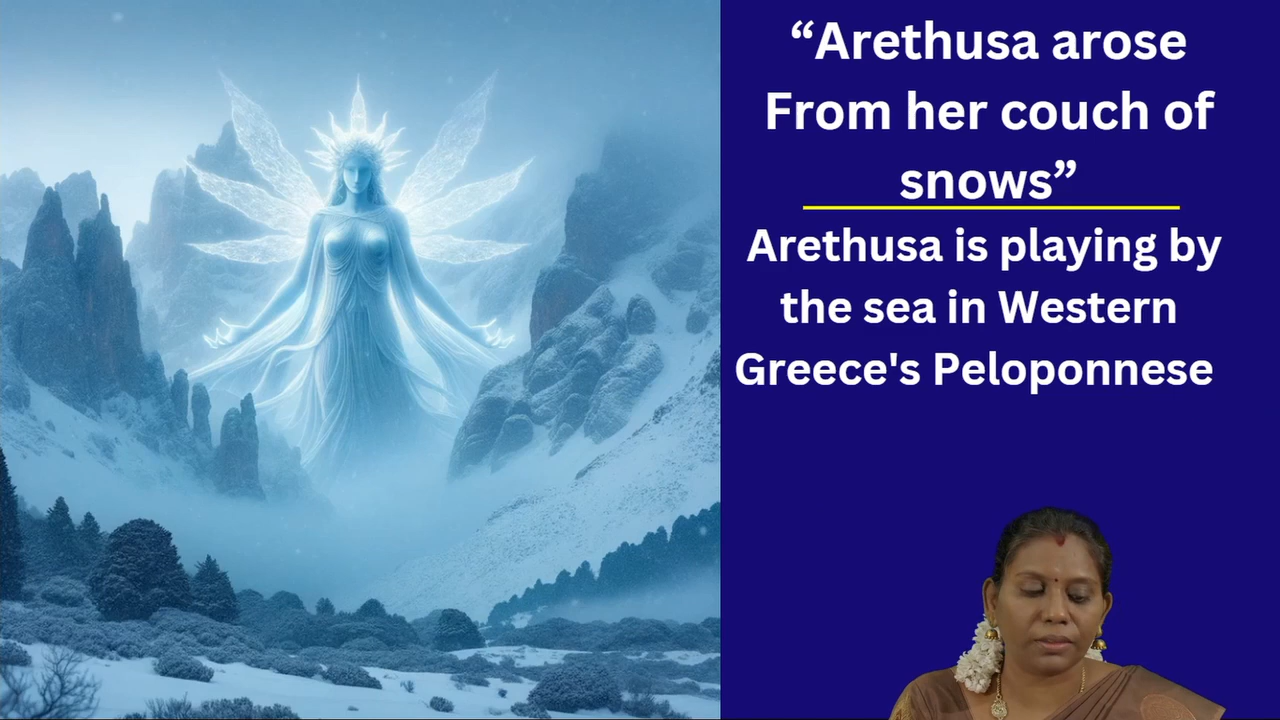 “Arethusa arose
From her couch of
snows”
Arethusa is playing by
the sea in Western
Greece's Peloponnese